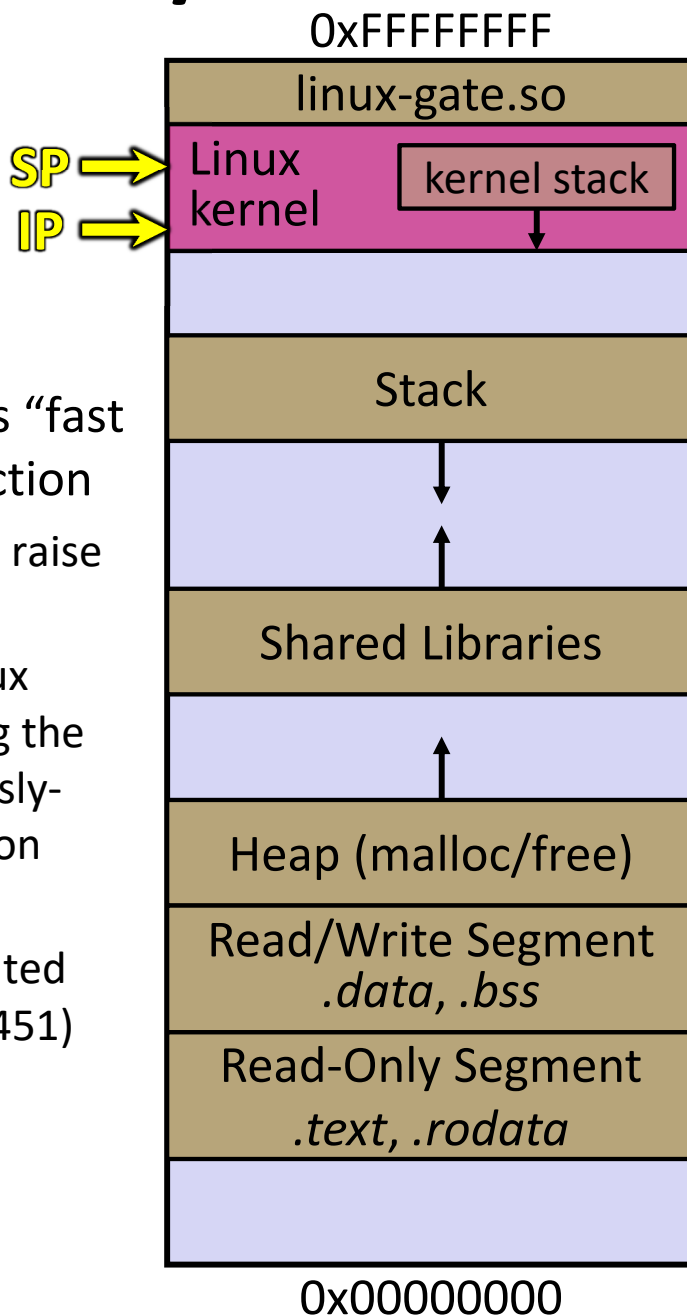 0xFFFFFFFF
linux-gate.so
SP
IP
Linux
kernel
kernel stack
Stack
s “fast
ction
raise
ux
g the
sly-
on
ted
451)
Shared Libraries
Heap (malloc/free)
Read/Write Segment
.data, .bss
Read-Only Segment
.text, .rodata
0x00000000